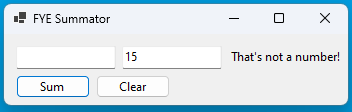 FYE Summator
15 That's not a number!
Sum Clear